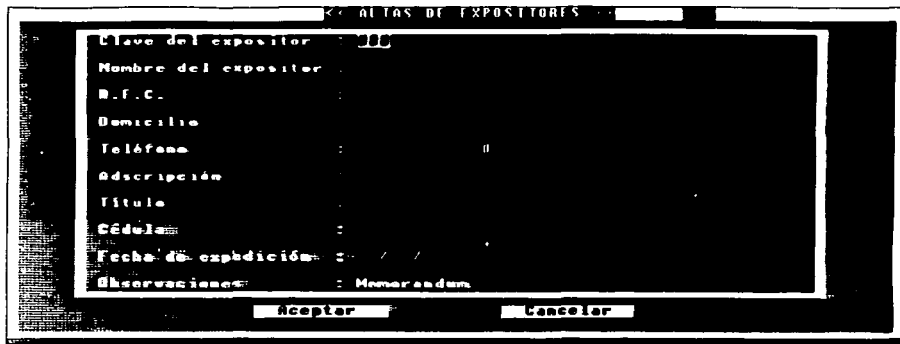 << ALTAS DE EXPOSITORES
Clave del expositor :
Nombre del expositor :
R.F.C. :
Domicilio
Teléfono :
Adscripción
Título
Cédula :
Fecha de expedición : / /
Observaciones : Memorandum
Aceptar Cancelar